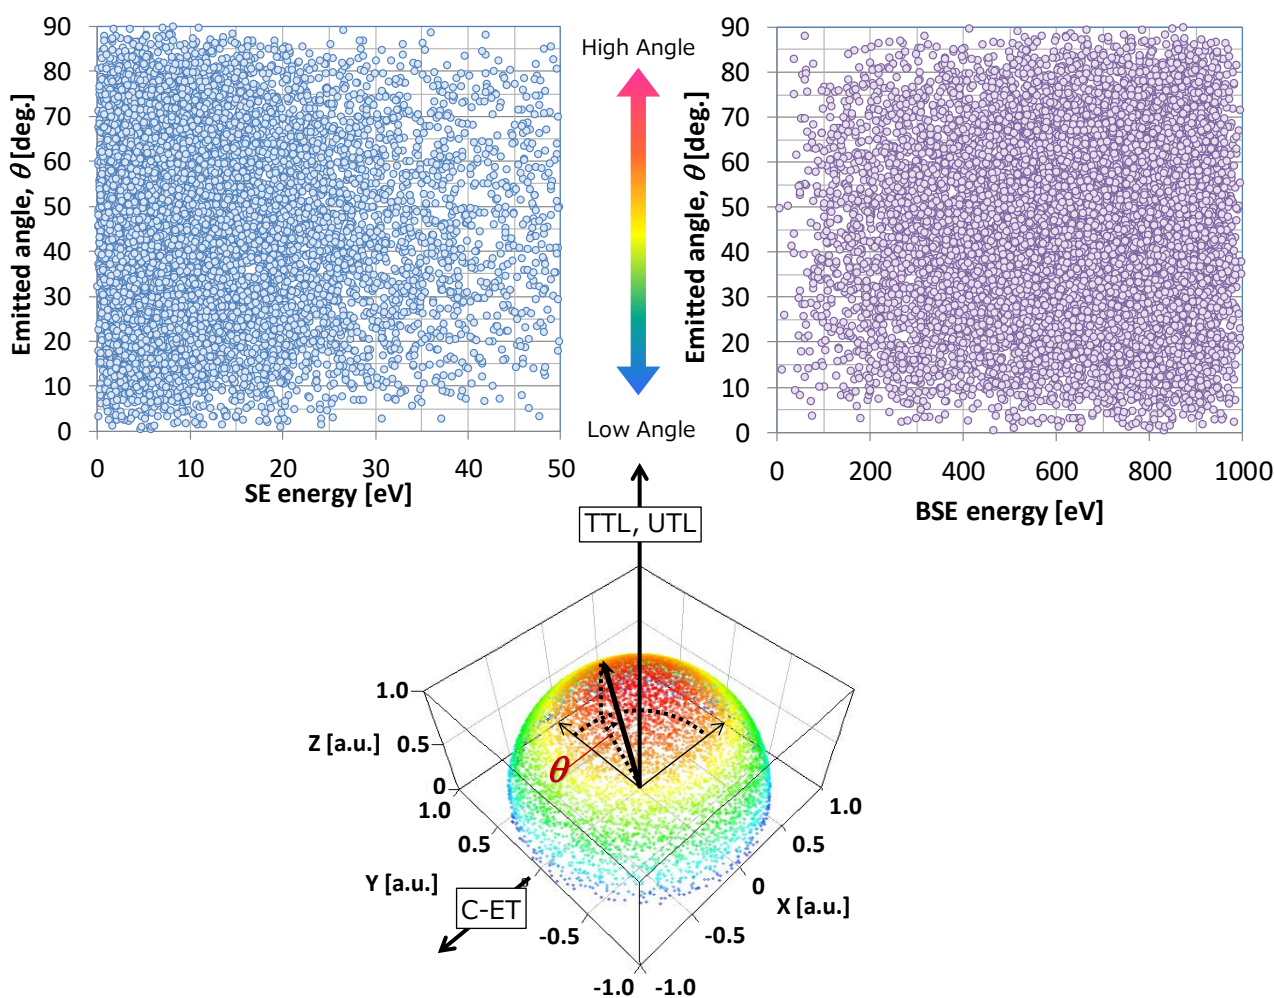 90
80
70
60
50
40
30
20
10
0
Emitted angle, θ [deg.]
0 10 20 30 40 50
SE energy [eV]
High Angle
Low Angle
90
80
70
60
50
40
30
20
10
0
Emitted angle, θ [deg.]
0 200 400 600 800 1000
BSE energy [eV]
TTL, UTL
1.0
Z [a.u.] 0.5
0
θ
1.0 1.0
0.5 0.5
Y [a.u.] 0 X [a.u.]
C-ET
-0.5 -0.5
-1.0 -1.0